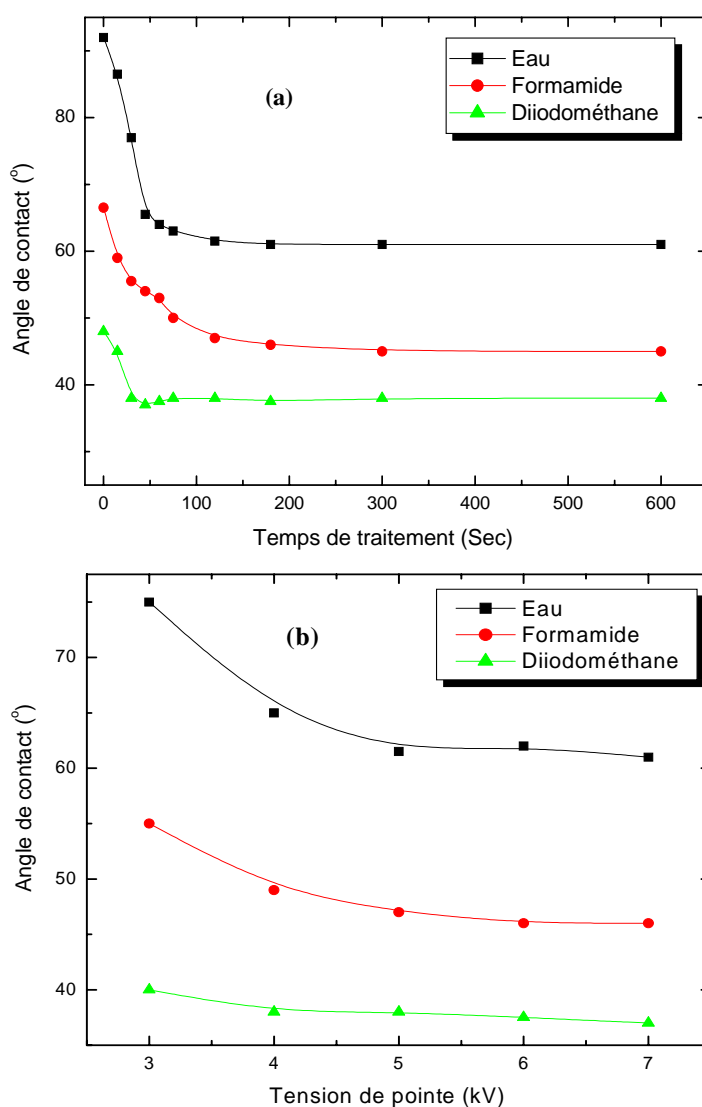 (a)
Eau
Formamide
Diiodométhane
Angle de contact (°)
80
60
40
0 100 200 300 400 500 600
Temps de traitement (Sec)
(b)
Eau
Formamide
Diiodométhane
Angle de contact (°)
70
60
50
40
3 4 5 6 7
Tension de pointe (kV)